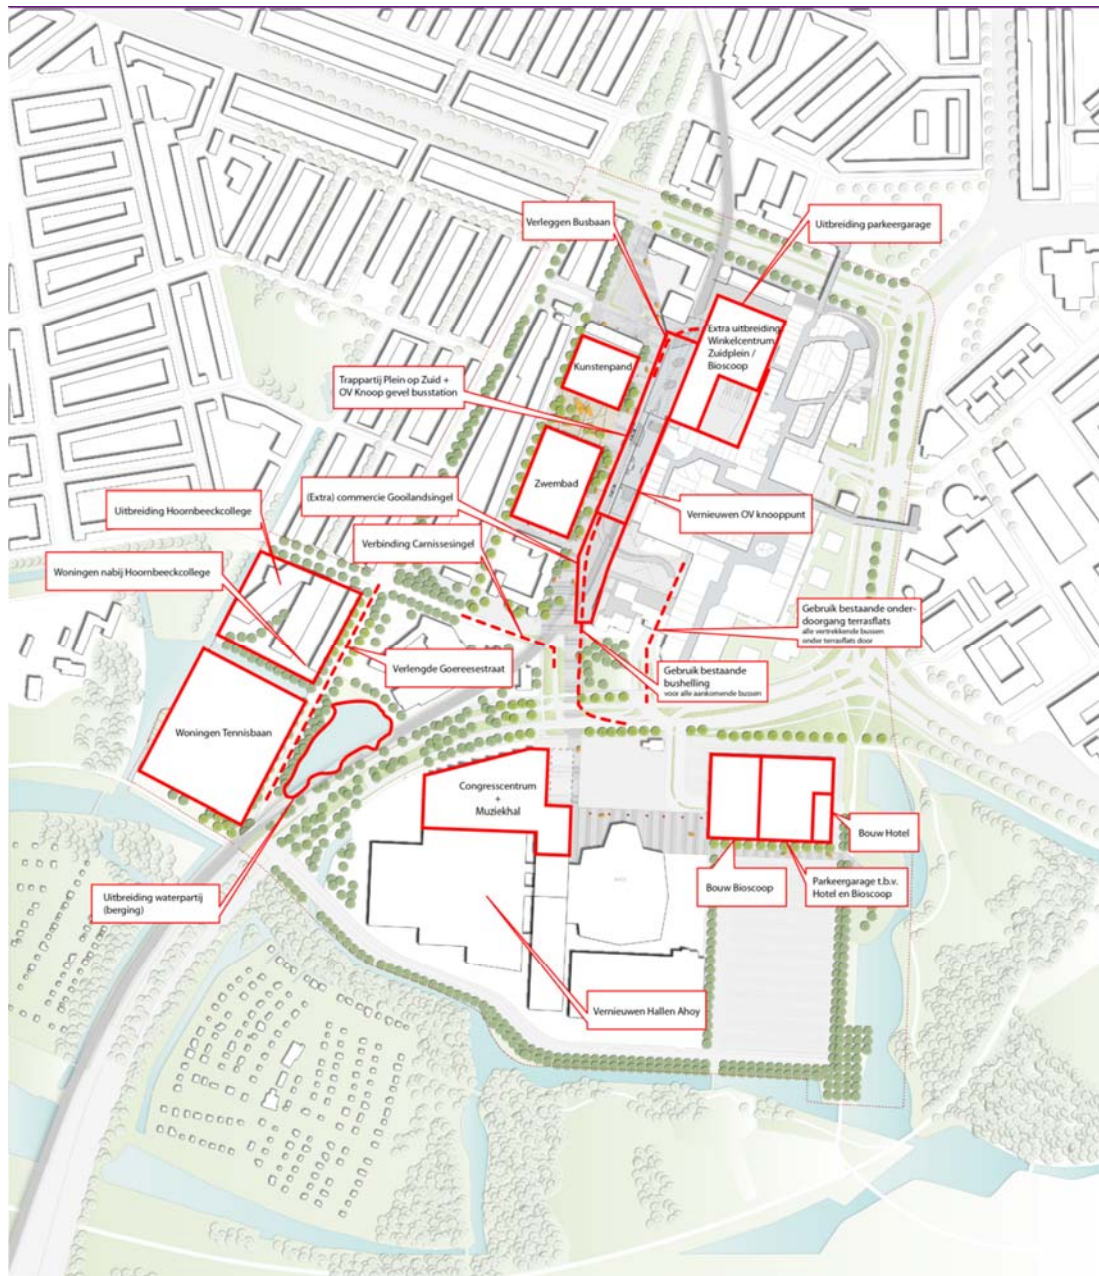 Verleggen Busbaan
Uitbreiding parkeergarage
Extra uitbreiding
Winkelcentrum
Zuidplein /
Bioscoop
Kunstenpand
Trappartij Plein op Zuid +
OV Knoop gevel busstation
Zwembad
(Extra) commercie Gooilandsingel
Vernieuwen OV knooppunt
Uitbreiding Hoornbeeckcollege
Verbinding Carnissesingel
Woningen nabij Hoornbeeckcollege
Gebruik bestaande onder-
doorgang terrasflats
alle vertrekkende bussen
onder terrasflats door
Verlengde Goereesestraat
Gebruik bestaande
bushelling
voor alle aankomende bussen
Woningen Tennisbaan
Congresscentrum
+
Muziekhal
Bouw Hotel
Uitbreiding waterpartij
(berging)
Bouw Bioscoop
Parkeergarage t.b.v.
Hotel en Bioscoop
Vernieuwen Hallen Ahoy